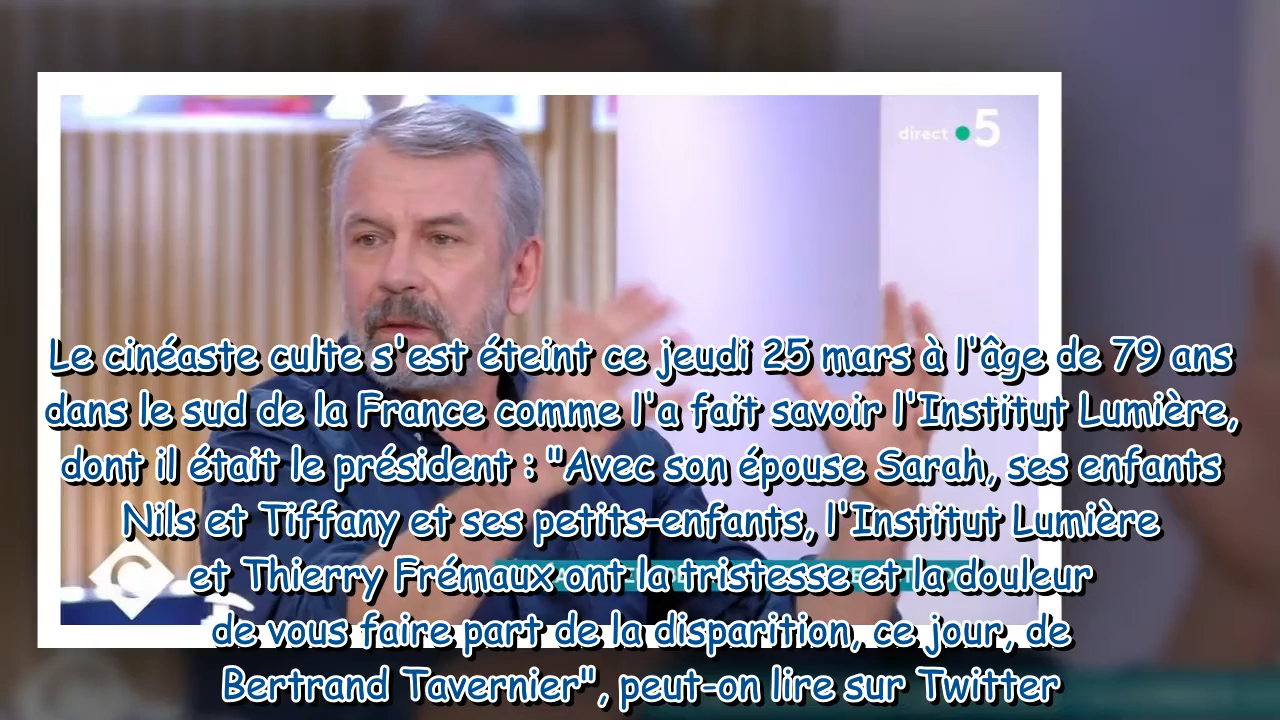 direct 5
Le cinéaste culte s'est éteint ce jeudi 25 mars à l'âge de 79 ans
dans le sud de la France comme l'a fait savoir l'Institut Lumière,
dont il était le président : "Avec son épouse Sarah, ses enfants
Nils et Tiffany et ses petits-enfants, l'Institut Lumière
et Thierry Frémaux ont la tristesse et la douleur
de vous faire part de la disparition, ce jour, de
Bertrand Tavernier", peut-on lire sur Twitter
C